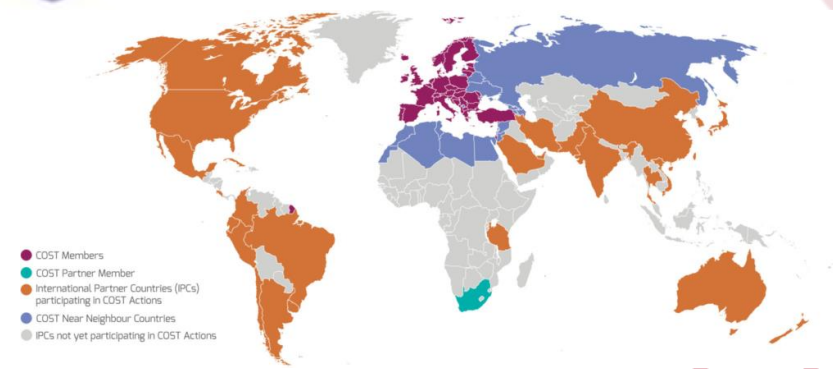 COST Members
COST Partner Member
International Partner Countries (IPCs)
participating in COST Actions
COST Near Neighbour Countries
IPCs not yet participating in COST Actions